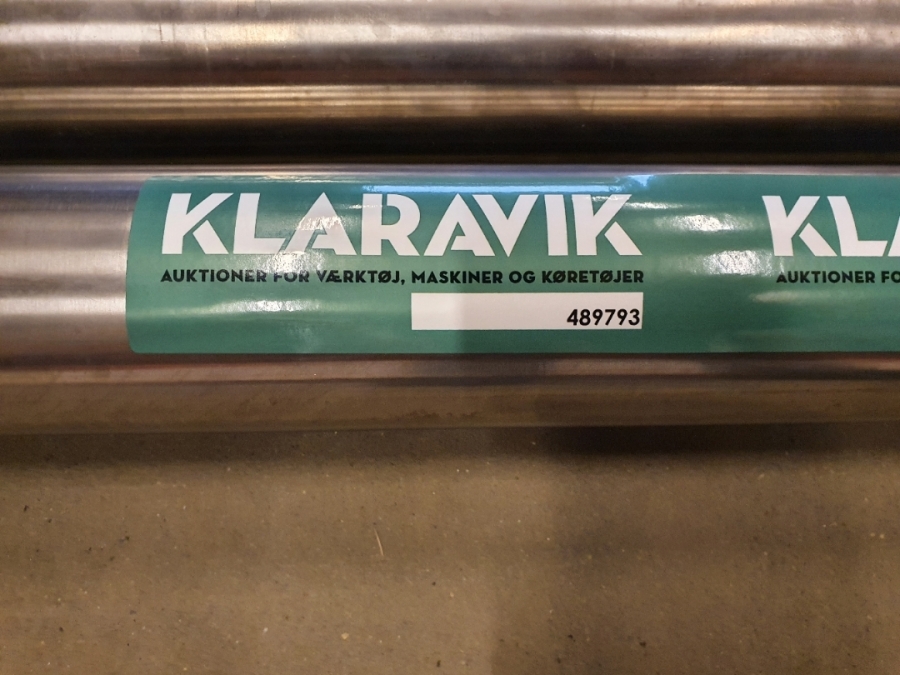 KLARAVIK
AUKTIONER FOR VÆRKTØJ, MASKINER OG KØRETØJER
489793
KLA
AUKTIONER FO